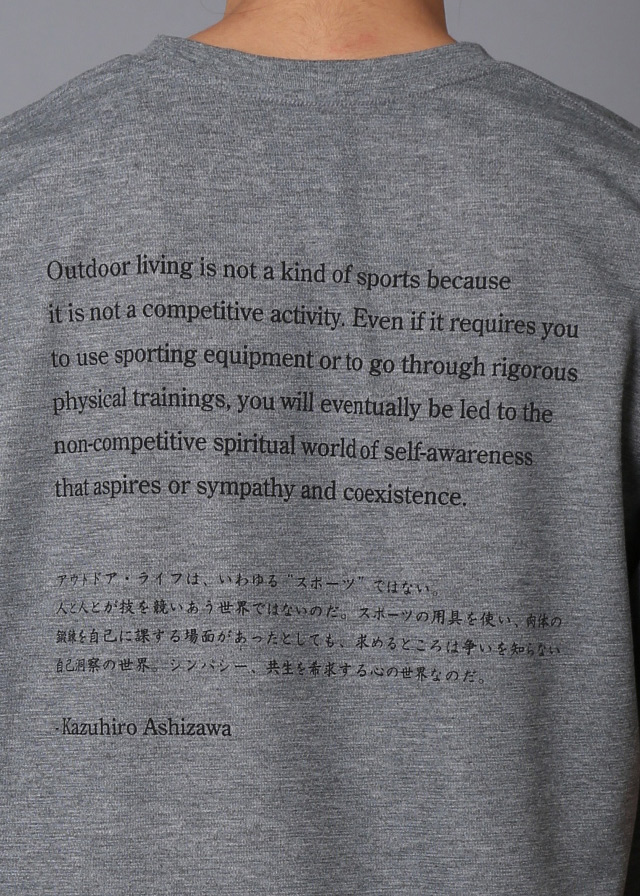 Outdoor living is not a kind of sports because
it is not a competitive activity. Even if it requires you
to use sporting equipment or to go through rigorous
physical trainings, you will eventually be led to the
non-competitive spiritual world of self-awareness
that aspires or sympathy and coexistence.
アウトドア・ライフは、いわゆる“スポーツ”ではない。
人と人とが技を競いあう世界ではないのだ。スポーツの用具を使い、肉体の
鍛練を自己に課する場面があったとしても、求めるところは争いを知らない
自己洞察の世界。シンパシー、共生を希求する心の世界なのだ。
-Kazuhiro Ashizawa